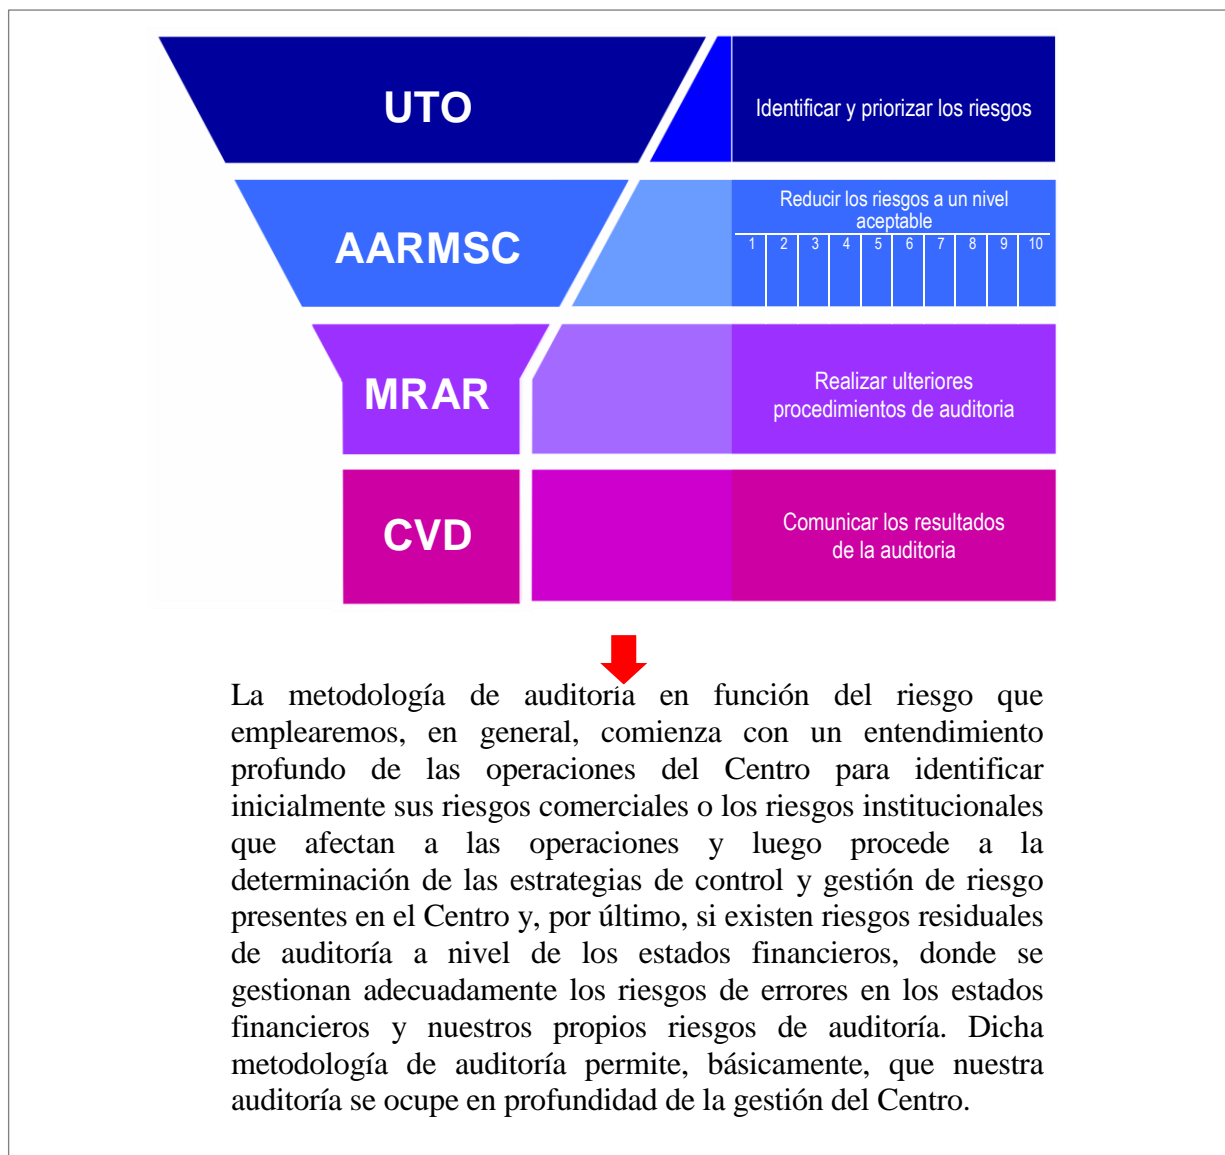 UTO
Identificar y priorizar los riesgos
AARMSC
Reducir los riesgos a un nivel
aceptable
1 2 3 4 5 6 7 8 9 10
MRAR
Realizar ulteriores
procedimientos de auditoria
CVD
Comunicar los resultados
de la auditoria
La metodología de auditoría en función del riesgo que
emplearemos, en general, comienza con un entendimiento
profundo de las operaciones del Centro para identificar
inicialmente sus riesgos comerciales o los riesgos institucionales
que afectan a las operaciones y luego procede a la
determinación de las estrategias de control y gestión de riesgo
presentes en el Centro y, por último, si existen riesgos residuales
de auditoría a nivel de los estados financieros, donde se
gestionan adecuadamente los riesgos de errores en los estados
financieros y nuestros propios riesgos de auditoría. Dicha
metodología de auditoría permite, básicamente, que nuestra
auditoría se ocupe en profundidad de la gestión del Centro.